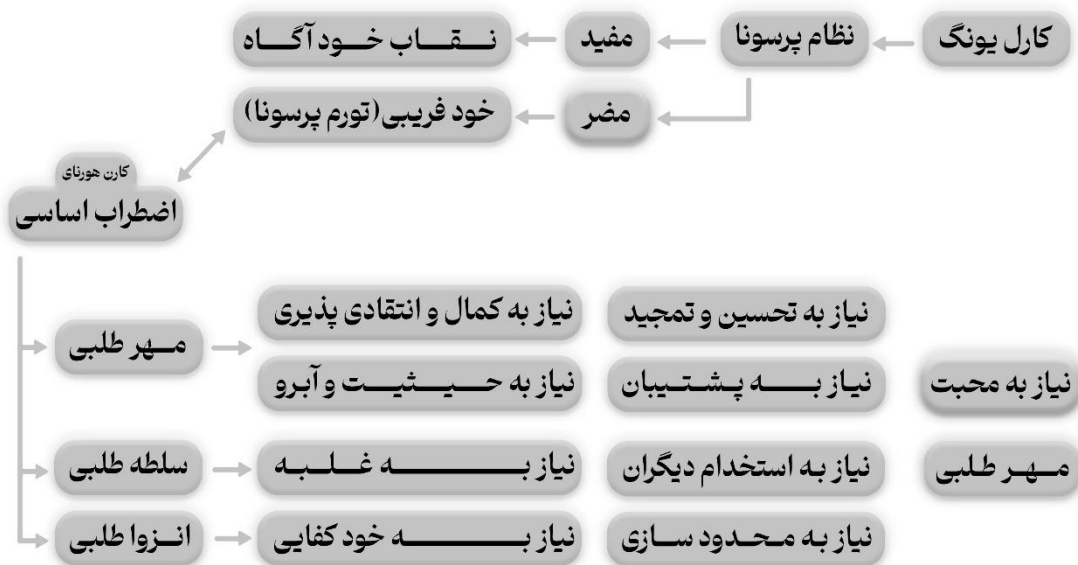 کارل یونگ
نظام پرسونا
مفید
نقاب خودآگاه
مضر
خود فریبی(تورم پرسونا)
کارن هورنای
اضطراب اساسی
مهر طلبی
نیاز به کمال و انتقادی پذیری
نیاز به تحسین و تمجید
نیاز به حیثیت و آبرو
نیاز به پشتیبان
نیاز به محبت
سلطه طلبی
نیاز به غلبه
نیاز به استخدام دیگران
مهر طلبی
انزوا طلبی
نیاز به خود کفایی
نیاز به محدود سازی